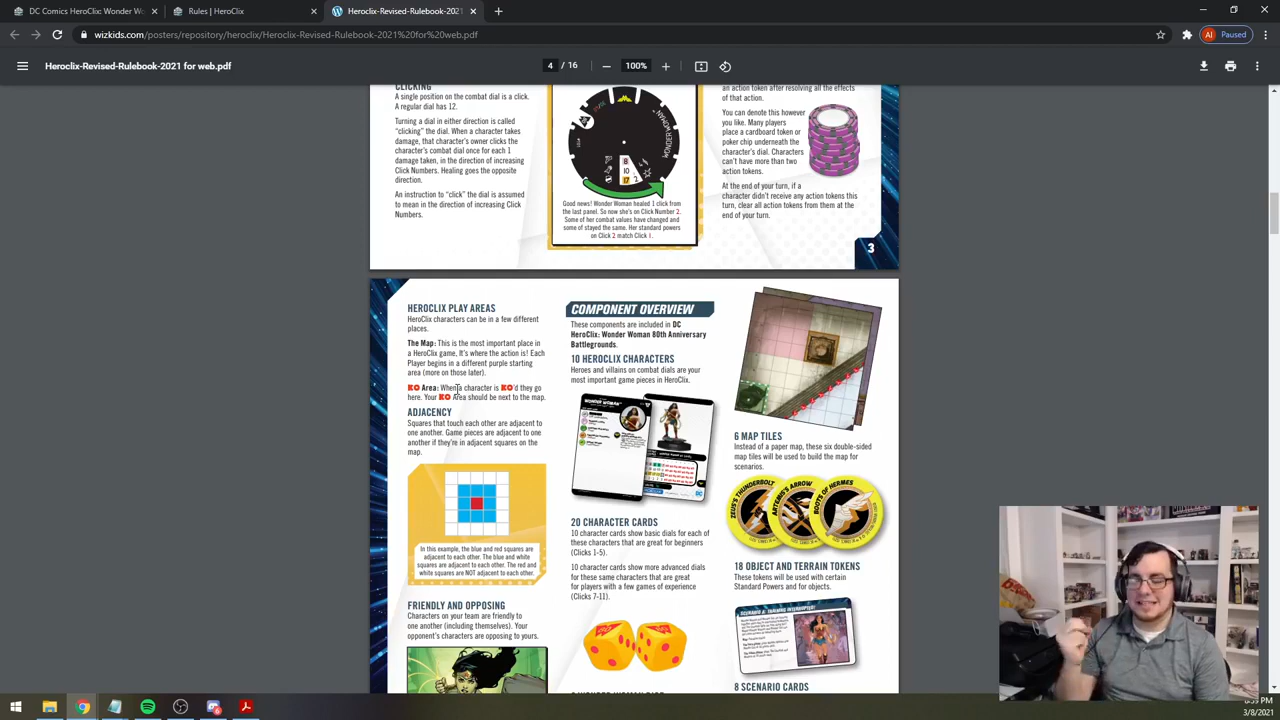 DC Comics HeroClix Wonder Wo
Rules | HeroClix
HeroClix-Revised-Rulebook-2021
wizkids.com/posters/repository/heroclix/Heroclix-Revised-Rulebook-2021%20for%20web.pdf
Paused
Heroclix-Revised-Rulebook-2021 for web.pdf
4 / 16
100%
CLICKING
A single position on the combat dial is a click.
A regular dial has 12.
Turning a dial in either direction is called
"clicking" the dial. When a character takes
damage, that character's owner clicks the
character's combat dial once for each 1
damage taken, in the direction of increasing
Click Numbers. Healing goes the opposite
direction.
An instruction to "click" the dial is assumed
to mean in the direction of increasing Click
Numbers.
WONDER WOMAN
8
10
17
2
Good news! Wonder Woman healed 1 click from
the last panel. So now she's on Click Number 2.
Some of her combat values have changed and
some of stayed the same. Her standard powers
on Click 2 match Click 1.
an action token after resolving all the effects
of that action.
You can denote this however
you like. Many players
place a cardboard token or
poker chip underneath the
character's dial. Characters
can't have more than two
action tokens.
At the end of your turn, if a
character didn't receive any action tokens this
turn, clear all action tokens from them at the
end of your turn.
3
HEROCLIX PLAY AREAS
HeroClix characters can be in a few different
places.
The Map: This is the most important place in
a HeroClix game, It's where the action is! Each
Player begins in a different purple starting
area (more on those later).
KO Area: When a character is KO'd they go
here. Your KO Area should be next to the map.
ADJACENCY
Squares that touch each other are adjacent to
one another. Game pieces are adjacent to one
another if they're in adjacent squares on the
map.
In this example, the blue and red squares are
adjacent to each other. The blue and white
squares are adjacent to each other. The red and
white squares are NOT adjacent to each other.
FRIENDLY AND OPPOSING
Characters on your team are friendly to
one another (including themselves). Your
opponent's characters are opposing to yours.
COMPONENT OVERVIEW
These components are included in DC
HeroClix: Wonder Woman 80th Anniversary
Battlegrounds.
10 HEROCLIX CHARACTERS
Heroes and villains on combat dials are your
most important game pieces in HeroClix.
WONDER WOMAN
20 CHARACTER CARDS
10 character cards show basic dials for each of
these characters that are great for beginners
(Clicks 1-5).
10 character cards show more advanced dials
for these same characters that are great
for players with a few games of experience
(Clicks 7-11).
6 MAP TILES
Instead of a paper map, these six double-sided
map tiles will be used to build the map for
scenarios.
ZEUS'S THUNDERBOLT
ARTEMIS'S ARROW
BOOTS OF HERMES
18 OBJECT AND TERRAIN TOKENS
These tokens will be used with certain
Standard Powers and for objects.
SCENARIO A: TRAINING INTERRUPTED!
8 SCENARIO CARDS
3/8/2021